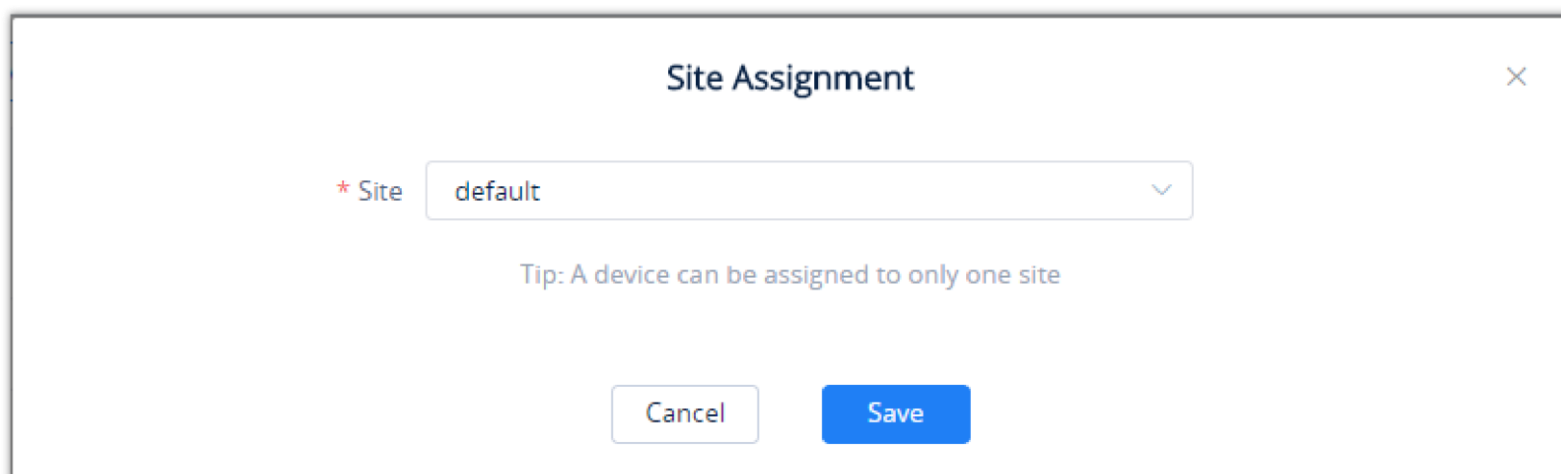 Site Assignment
* Site default
Tip: A device can be assigned to only one site
Cancel Save